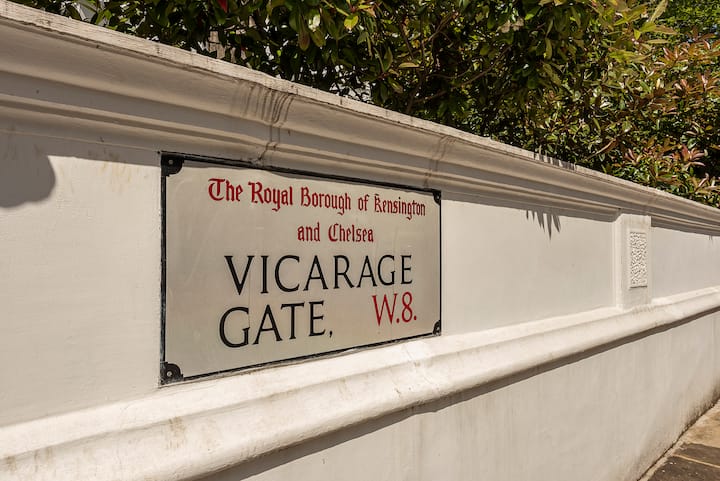 The Royal Borough of Kensington
and Chelsea
VICARAGE
GATE, W.8.